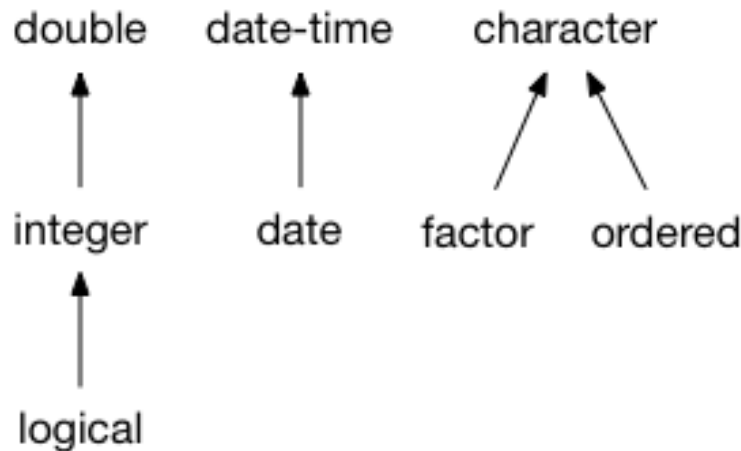 double date-time character
integer date factor ordered
logical